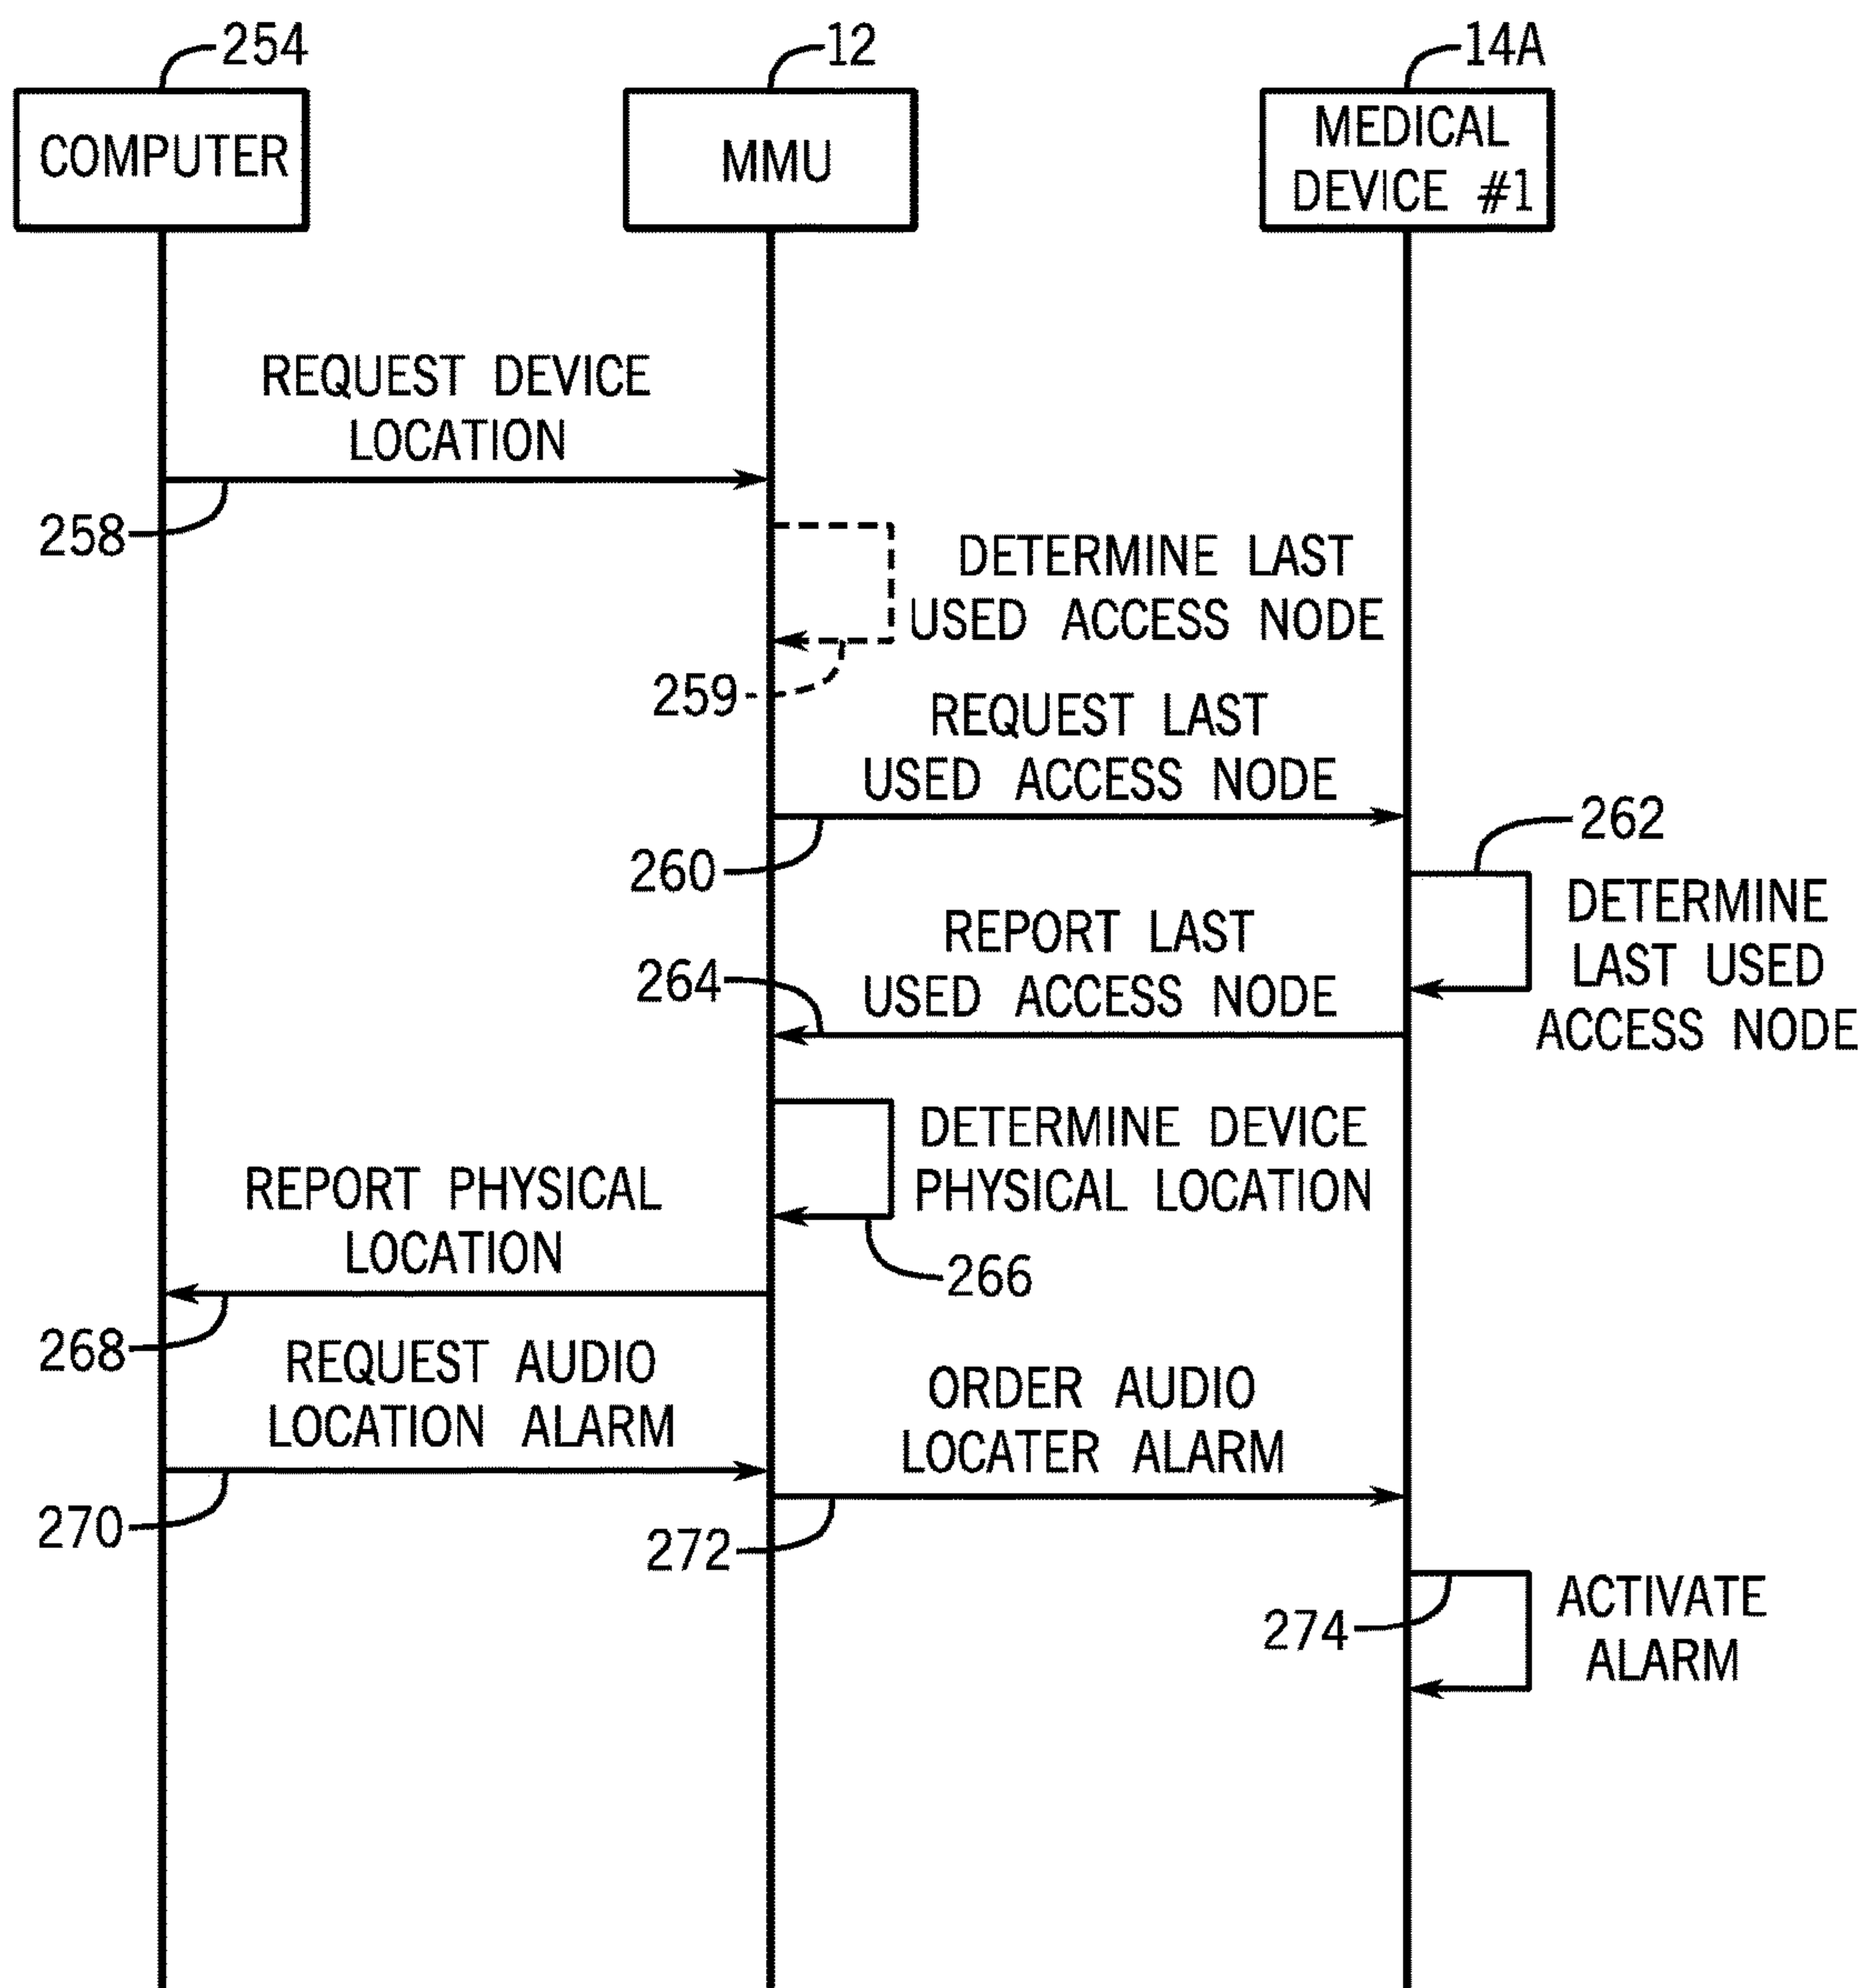 254
12
14A
COMPUTER
MMU
MEDICAL
DEVICE #1
REQUEST DEVICE
LOCATION
258
DETERMINE LAST
USED ACCESS NODE
259
REQUEST LAST
USED ACCESS NODE
260
262
DETERMINE
LAST USED
ACCESS NODE
REPORT LAST
USED ACCESS NODE
264
DETERMINE DEVICE
PHYSICAL LOCATION
266
REPORT PHYSICAL
LOCATION
268
REQUEST AUDIO
LOCATION ALARM
270
ORDER AUDIO
LOCATER ALARM
272
274
ACTIVATE
ALARM